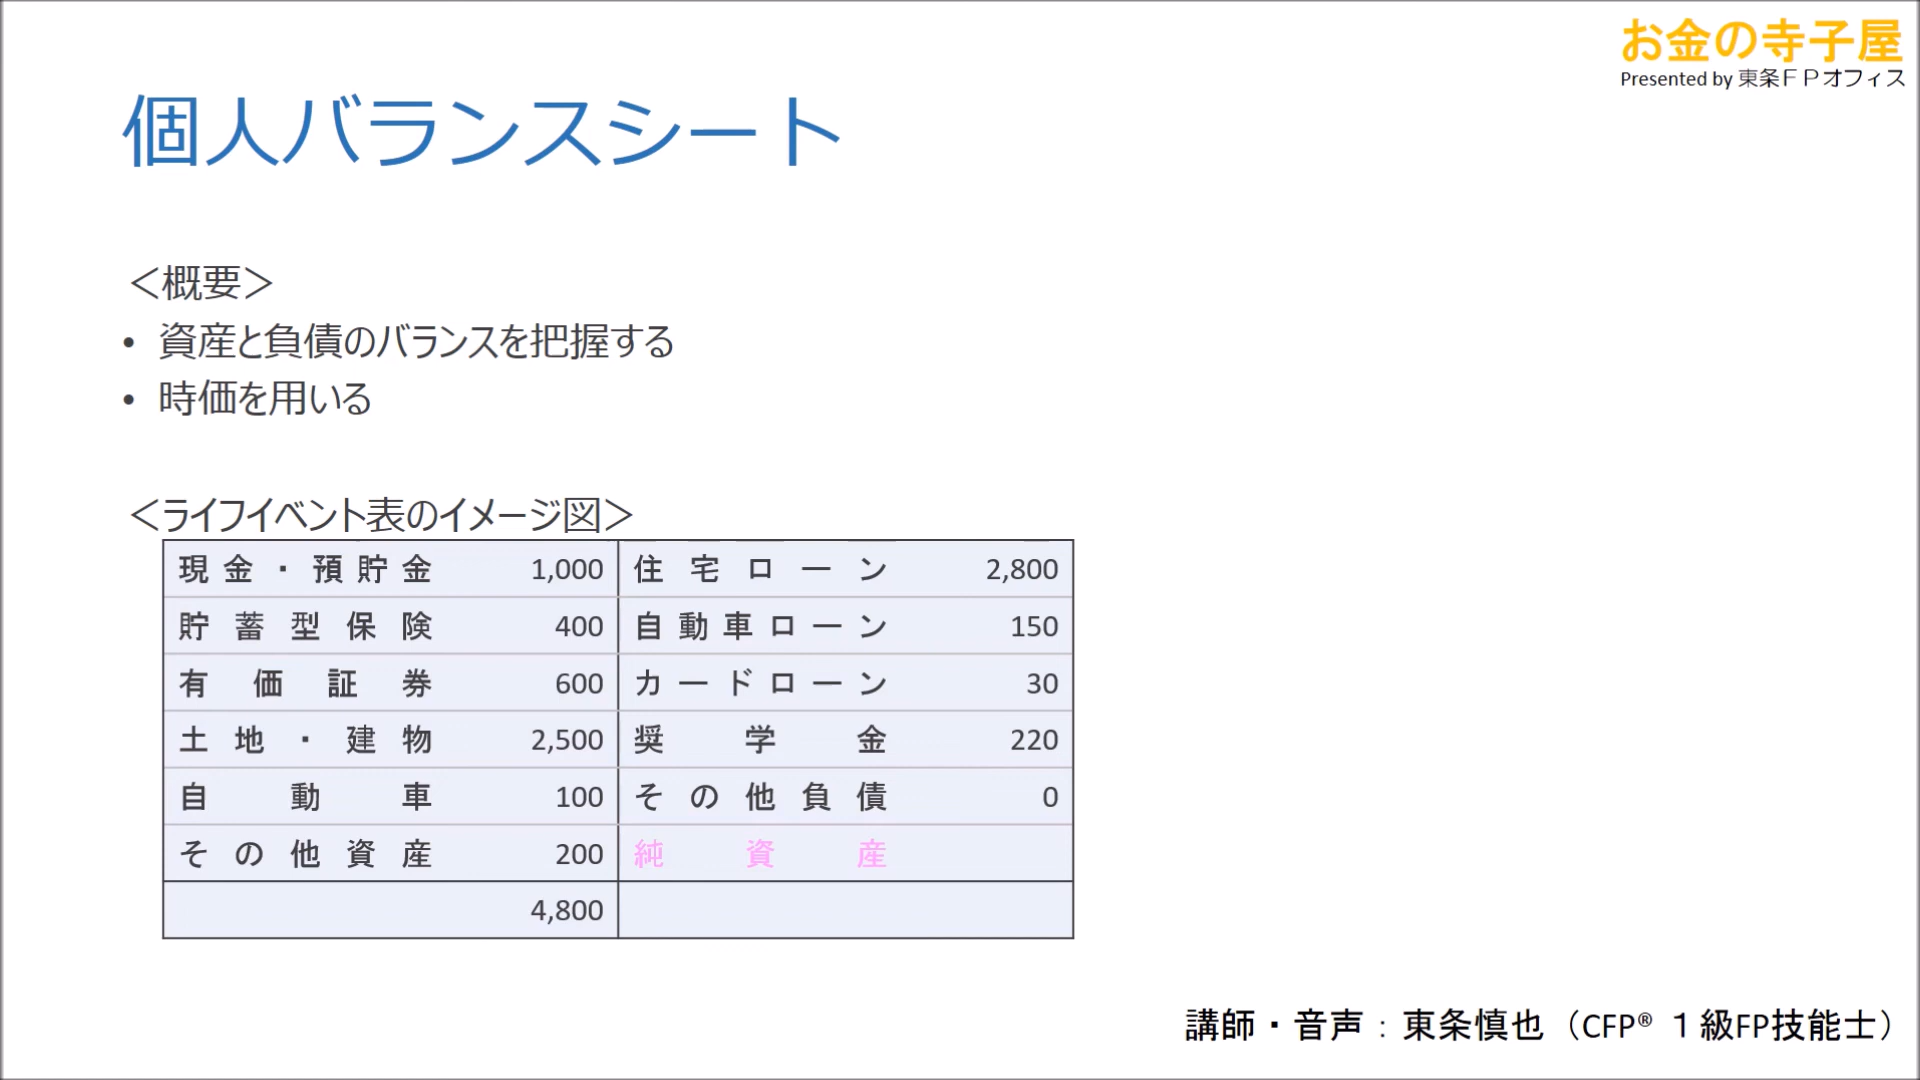 お金の寺子屋
Presented by 東条ＦＰオフィス
個人バランスシート
＜概要＞
• 資産と負債のバランスを把握する
• 時価を用いる
＜ライフイベント表のイメージ図＞
現金・預貯金 1,000 住宅ローン 2,800
貯蓄型保険 400 自動車ローン 150
有価証券 600 カードローン 30
土地・建物 2,500 奨学金 220
自動車 100 その他負債 0
その他資産 200 純資産
4,800
講師・音声：東条慎也（CFP® １級FP技能士）